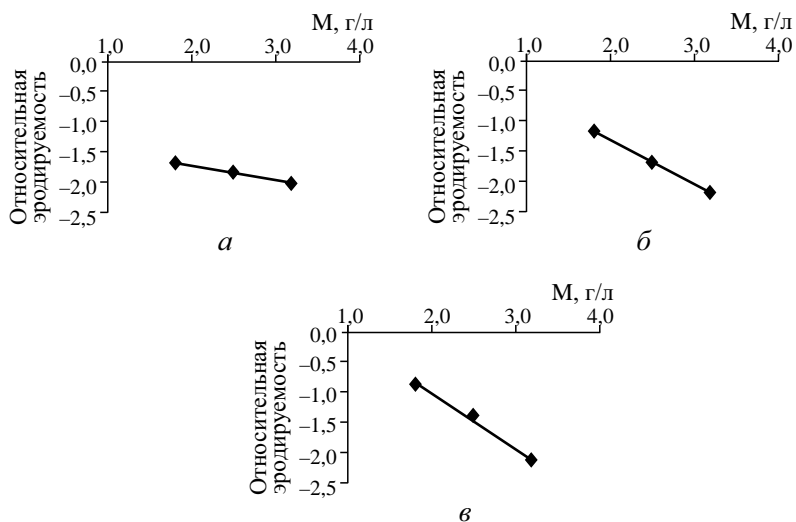 М, г/л
1,0 2,0 3,0 4,0
0,0
–0,5
–1,0
–1,5
–2,0
–2,5
Относительная
эродируемость
а
М, г/л
1,0 2,0 3,0 4,0
0,0
–0,5
–1,0
–1,5
–2,0
–2,5
Относительная
эродируемость
б
М, г/л
1,0 2,0 3,0 4,0
0,0
–0,5
–1,0
–1,5
–2,0
–2,5
Относительная
эродируемость
в